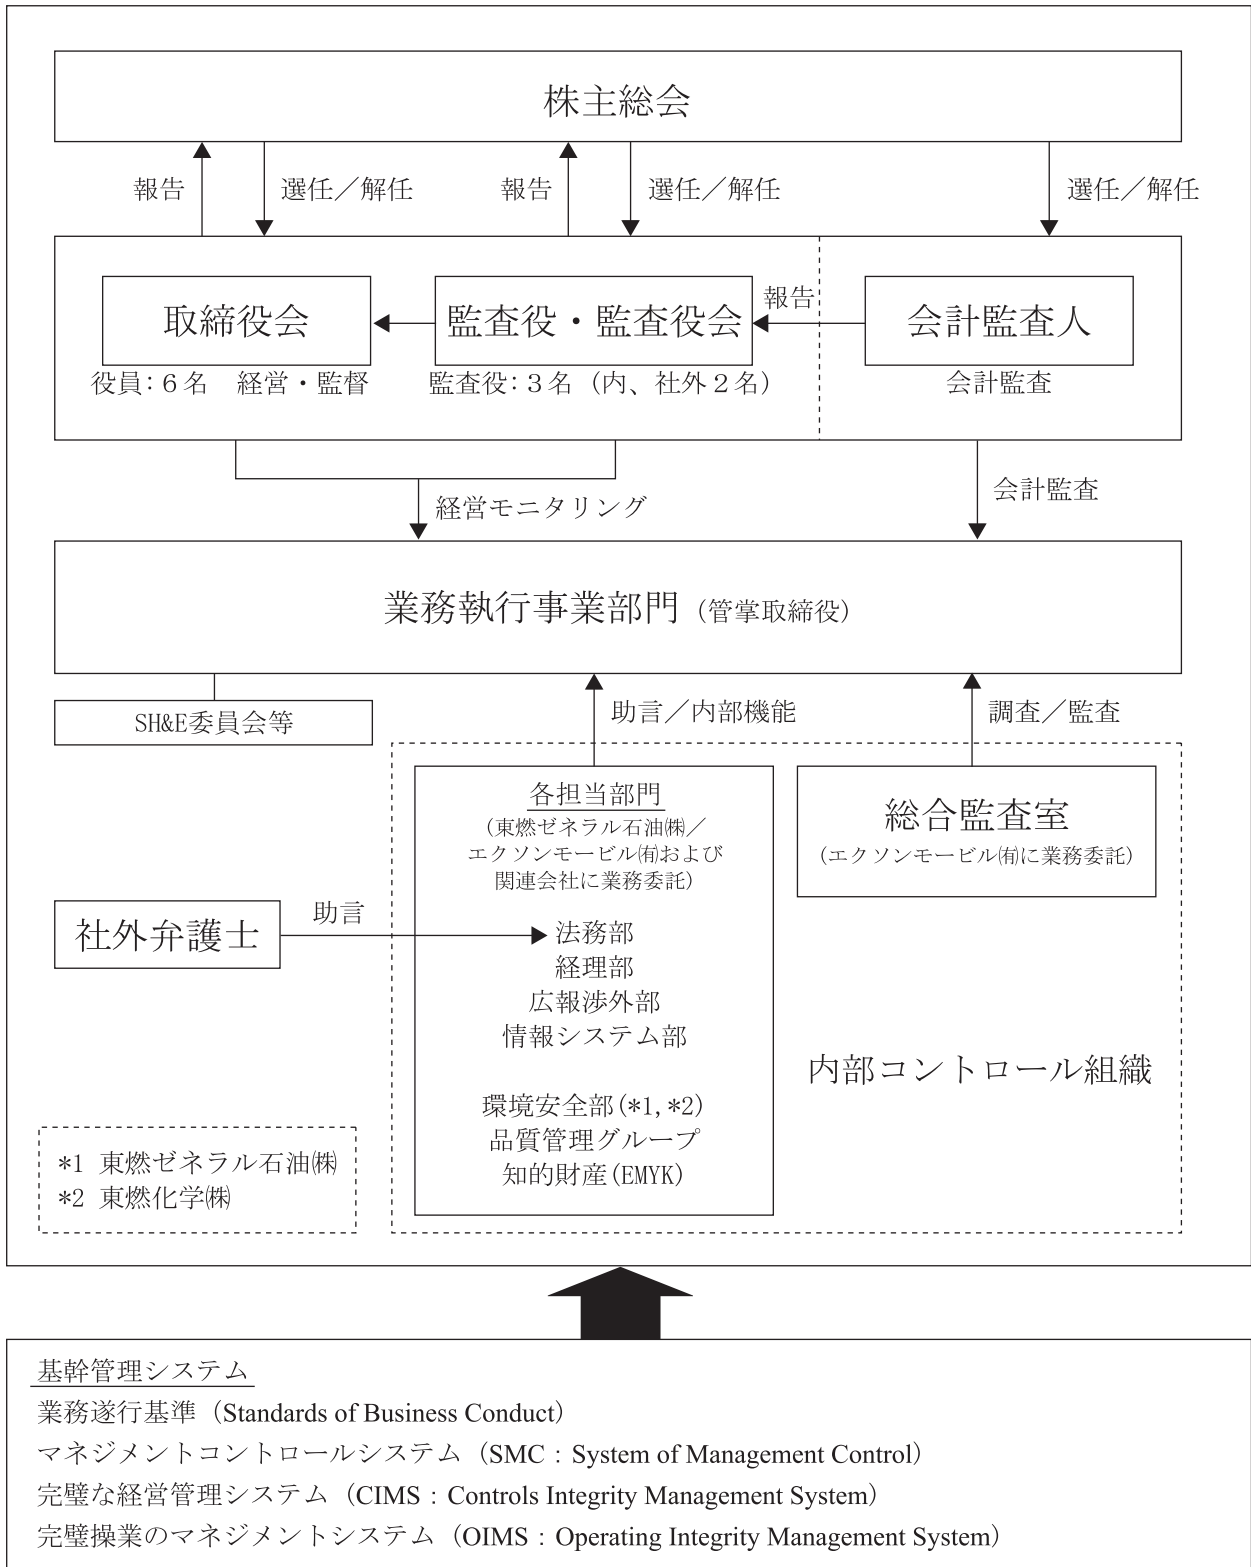 株主総会
報告
選任／解任
報告
選任／解任
選任／解任
取締役会
監査役・監査役会
報告
会計監査人
役員：６名　経営・監督
監査役：３名（内、社外２名）
会計監査
経営モニタリング
会計監査
業務執行事業部門（管掌取締役）
SH&E委員会等
助言／内部機能
調査／監査
各担当部門
（東燃ゼネラル石油㈱／
エクソンモービル㈲および
関連会社に業務委託）
総合監査室
（エクソンモービル㈲に業務委託）
社外弁護士
助言
法務部
経理部
広報渉外部
情報システム部
環境安全部(*1,*2)
品質管理グループ
知的財産(EMYK)
内部コントロール組織
*1 東燃ゼネラル石油㈱
*2 東燃化学㈱
基幹管理システム
業務遂行基準（Standards of Business Conduct）
マネジメントコントロールシステム（SMC：System of Management Control）
完璧な経営管理システム（CIMS：Controls Integrity Management System）
完璧操業のマネジメントシステム（OIMS：Operating Integrity Management System）